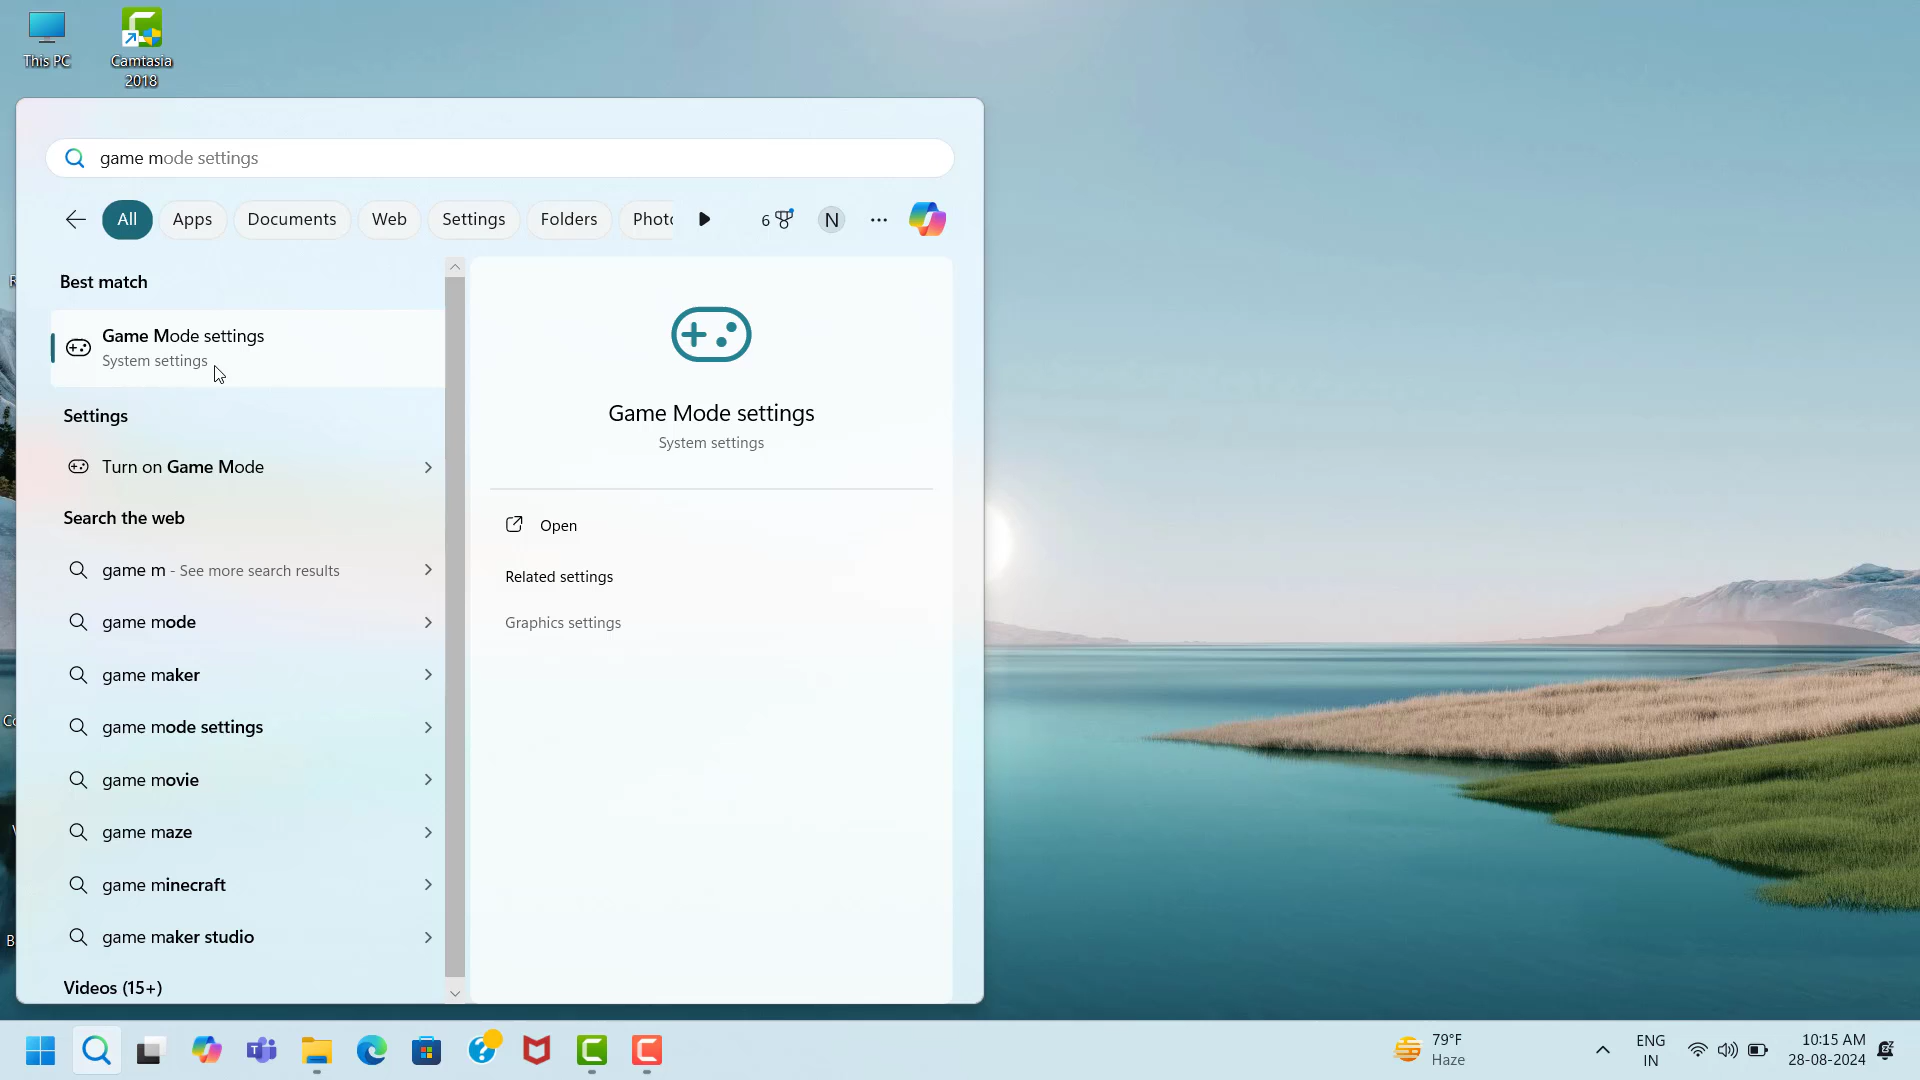 This PC
Camtasia
2018
game mode settings
All
Apps
Documents
Web
Settings
Folders
Photo
6
N
Best match
Game Mode settings
System settings
Settings
Turn on Game Mode
Search the web
game m - See more search results
game mode
game maker
game mode settings
game movie
game maze
game minecraft
game maker studio
Videos (15+)
Game Mode settings
System settings
Open
Related settings
Graphics settings
79°F
Haze
ENG
IN
10:15 AM
28-08-2024